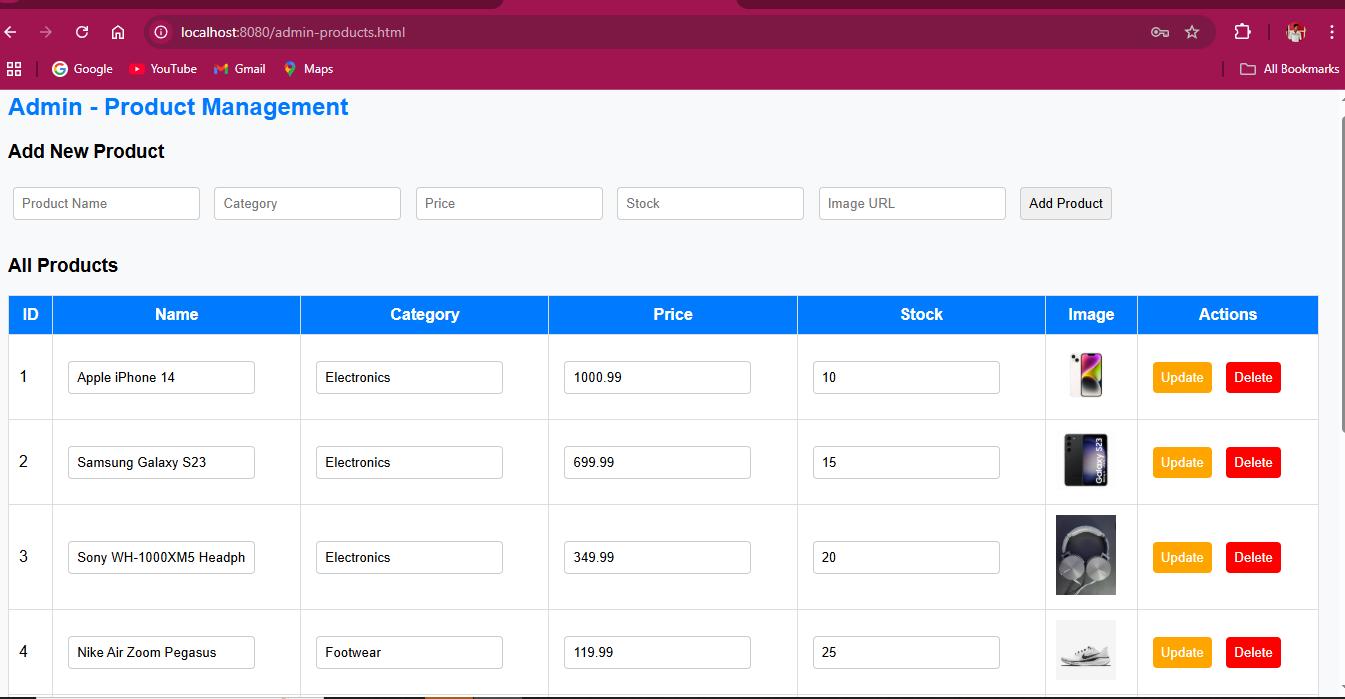 localhost:8080/admin-products.html
Google YouTube Gmail Maps All Bookmarks
Admin - Product Management
Add New Product
Product Name Category Price Stock Image URL Add Product
All Products
ID Name Category Price Stock Image Actions
1 Apple iPhone 14 Electronics 1000.99 10 Update Delete
2 Samsung Galaxy S23 Electronics 699.99 15 Galaxy S23 Update Delete
3 Sony WH-1000XM5 Headph Electronics 349.99 20 Update Delete
4 Nike Air Zoom Pegasus Footwear 119.99 25 Update Delete